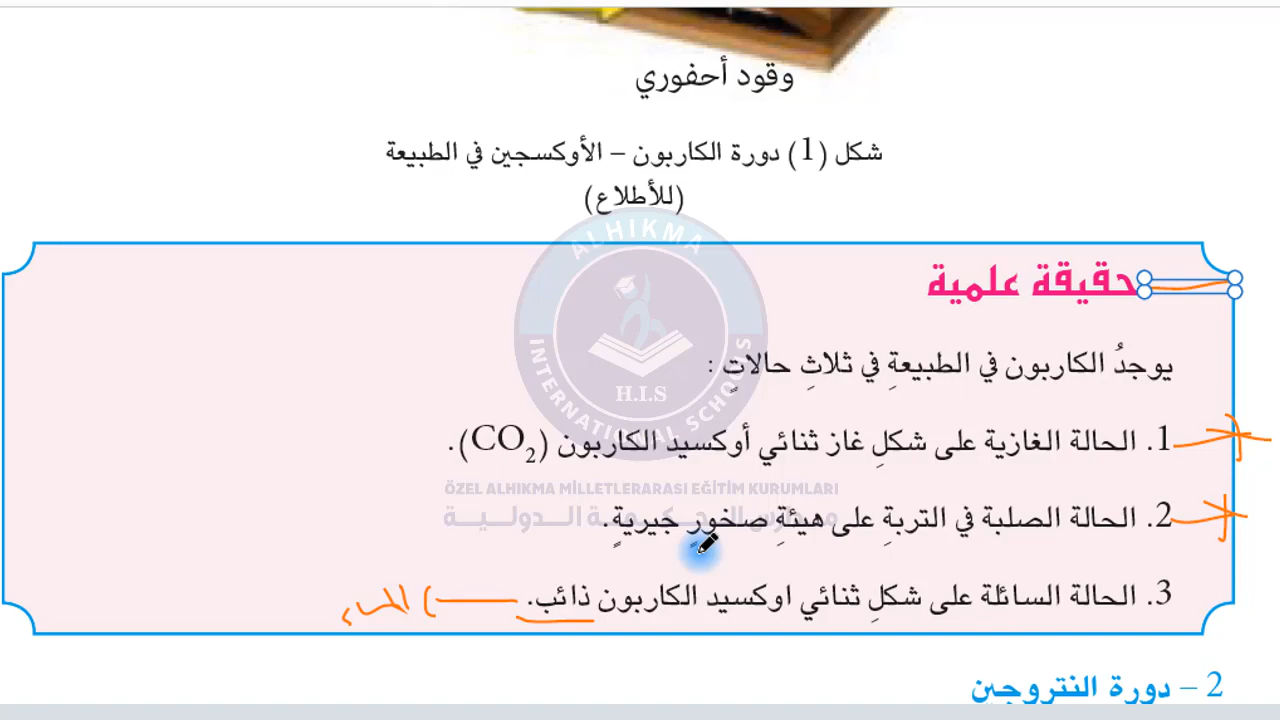 وقود أحفوري
شكل (1) دورة الكاربون – الأوكسجين في الطبيعة
(للأطلاع)
حقيقة علمية
يوجدُ الكاربون في الطبيعةِ في ثلاثِ حالاتٍ :
1. الحالة الغازية على شكلِ غاز ثنائي أوكسيد الكاربون (CO₂).
2. الحالة الصلبة في التربةِ على هيئةِ صخورٍ جيريةٍ.
3. الحالة السائلة على شكلِ ثنائي اوكسيد الكاربون ذائب.
2 – دورة النتروجين
ALHIKMA
INTERNATIONAL SCHOOLS
H.I.S
ÖZEL ALHIKMA MİLLETLERARASI EĞİTİM KURUMLARI